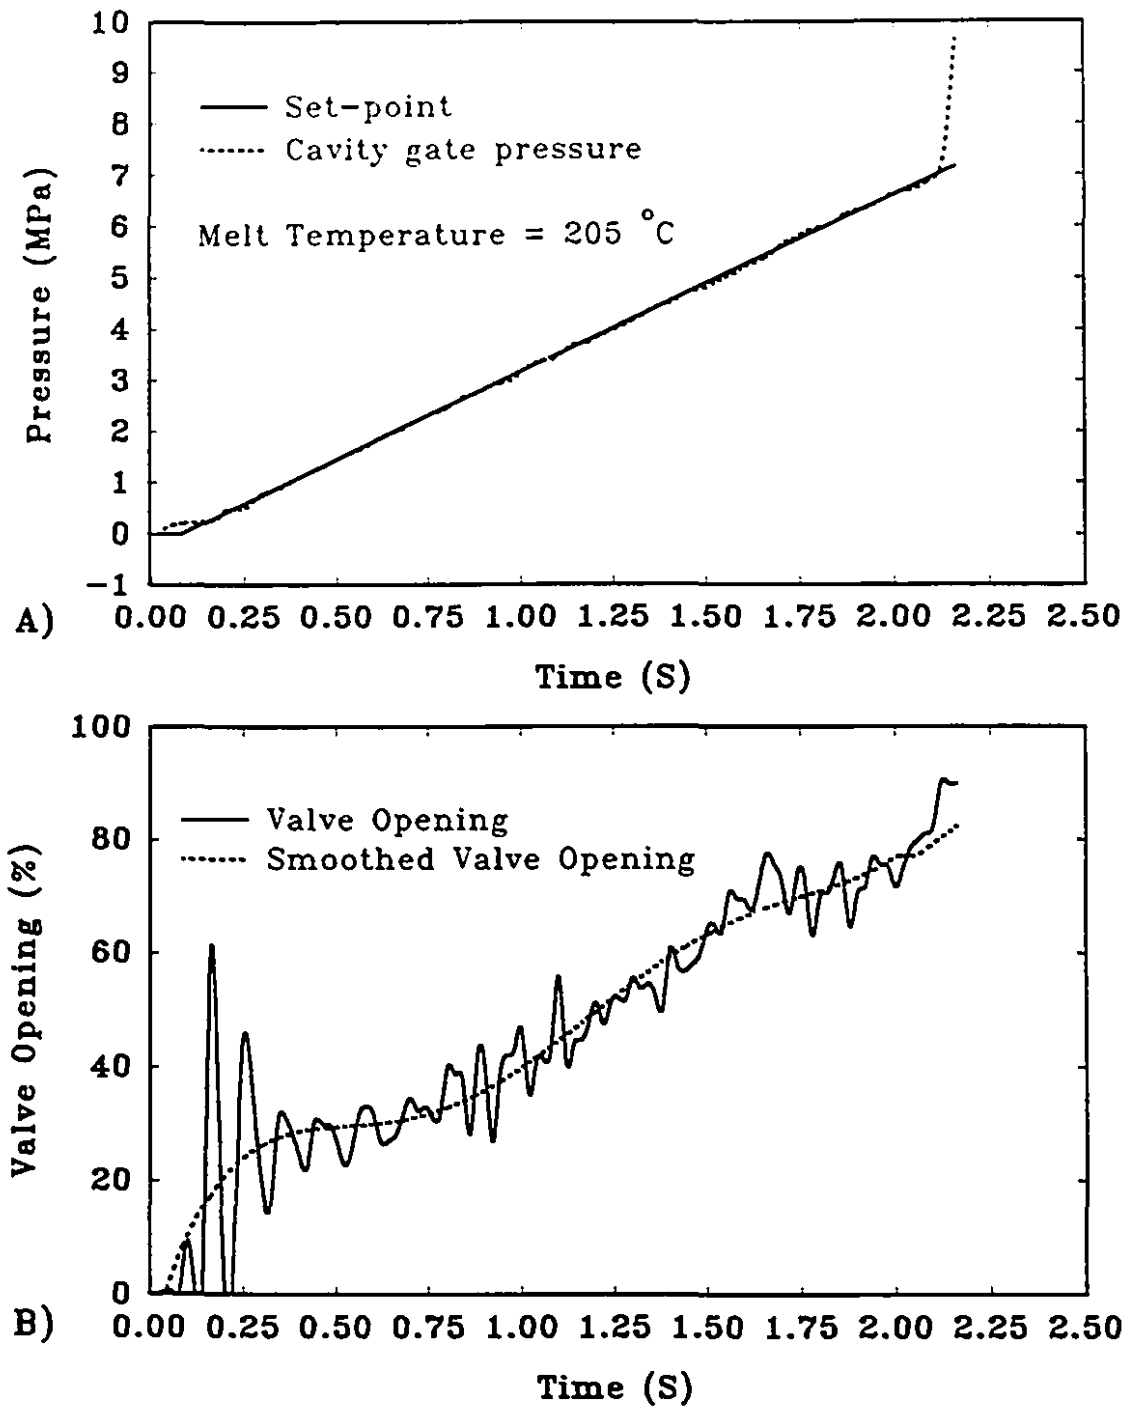 10
9
8
7
6
5
4
3
2
1
0
-1
Pressure (MPa)
Set-point
Cavity gate pressure
Melt Temperature = 205 °C
A)
0.00 0.25 0.50 0.75 1.00 1.25 1.50 1.75 2.00 2.25 2.50
Time (S)
100
80
60
40
20
0
Valve Opening (%)
Valve Opening
Smoothed Valve Opening
B)
0.00 0.25 0.50 0.75 1.00 1.25 1.50 1.75 2.00 2.25 2.50
Time (S)